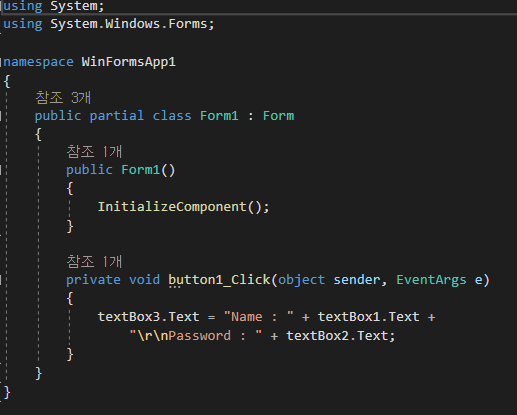 using System;
using System.Windows.Forms;
namespace WinFormsApp1
{
참조 3개
public partial class Form1 : Form
{
참조 1개
public Form1()
{
InitializeComponent();
}
참조 1개
private void button1_Click(object sender, EventArgs e)
{
textBox3.Text = "Name : " + textBox1.Text +
"\r\nPassword : " + textBox2.Text;
}
}
}